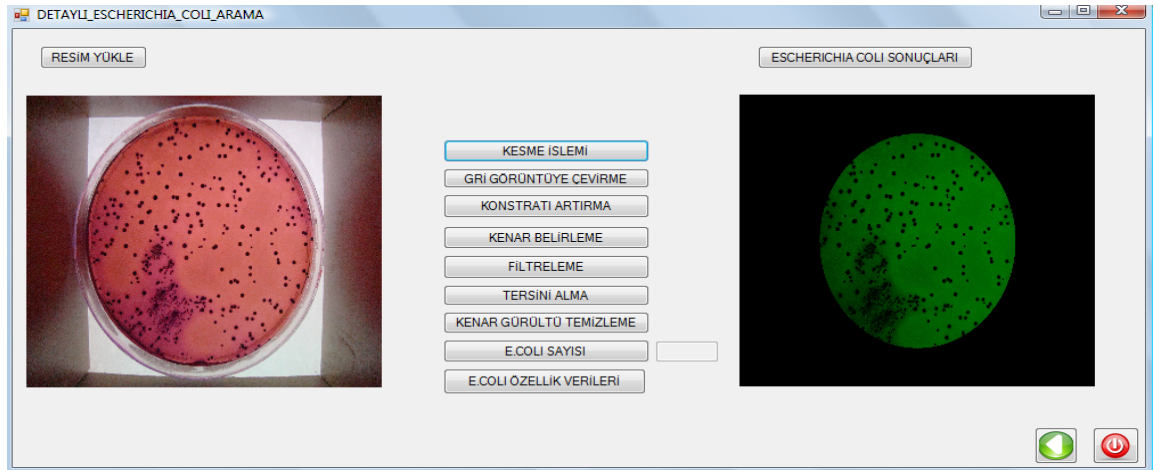 DETAYLI_ESCHERICHIA_COLI_ARAMA
RESİM YÜKLE
ESCHERICHIA COLI SONUÇLARI
KESME İSLEMİ
GRİ GÖRÜNTÜYE ÇEVİRME
KONSTRATI ARTIRMA
KENAR BELİRLEME
FİLTRELEME
TERSİNİ ALMA
KENAR GÜRÜLTÜ TEMİZLEME
E.COLI SAYISI
E.COLI ÖZELLİK VERİLERİ